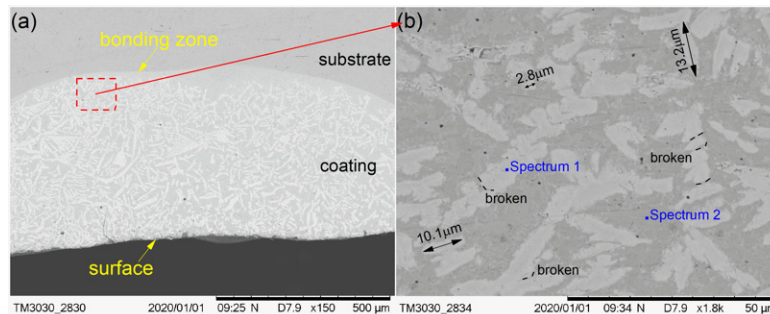 (a)
bonding zone
substrate
coating
surface
TM3030_2830 2020/01/01 09:25 N D7.9 x150 500 μm
(b)
2.8μm
13.2μm
broken
Spectrum 1
broken
Spectrum 2
10.1μm
broken
TM3030_2834 2020/01/01 09:34 N D7.9 x1.8k 50 μm